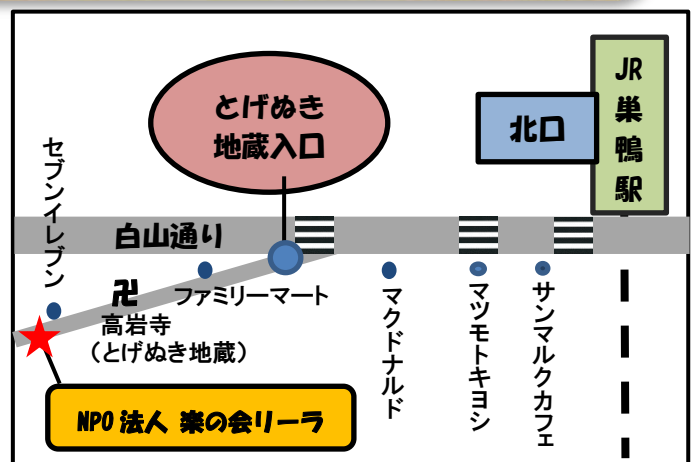 JR巣鴨駅
北口
とげぬき
地蔵入口
セブンイレブン
白山通り
卍
ファミリーマート
高岩寺
（とげぬき地蔵）
マクドナルド
マツモトキヨシ
サンマルクカフェ
NPO法人 楽の会リーラ